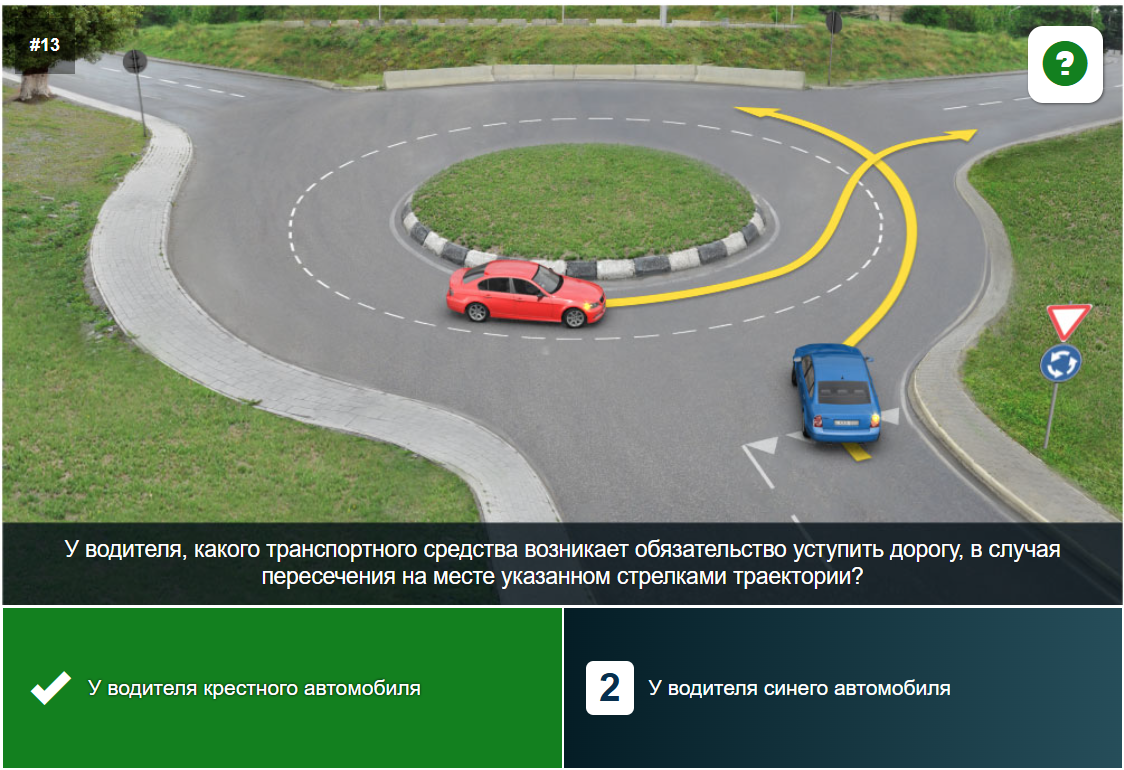 #13
?
У водителя, какого транспортного средства возникает обязательство уступить дорогу, в случая
пересечения на месте указанном стрелками траектории?
У водителя крестного автомобиля
2 У водителя синего автомобиля